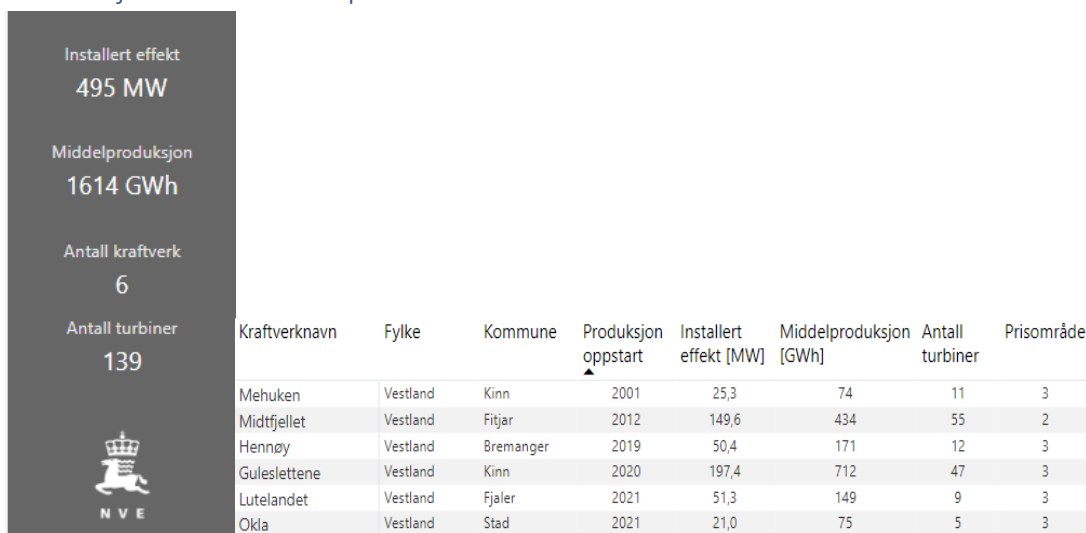 Installert effekt
495 MW
Middelproduksjon
1614 GWh
Antall kraftverk
6
Antall turbiner
139
NVE
Kraftverknavn Fylke Kommune Produksjon oppstart Installert effekt [MW] Middelproduksjon [GWh] Antall turbiner Prisområde
Mehuken Vestland Kinn 2001 25,3 74 11 3
Midtfjellet Vestland Fitjar 2012 149,6 434 55 2
Hennøy Vestland Bremanger 2019 50,4 171 12 3
Guleslettene Vestland Kinn 2020 197,4 712 47 3
Lutelandet Vestland Fjaler 2021 51,3 149 9 3
Okla Vestland Stad 2021 21,0 75 5 3